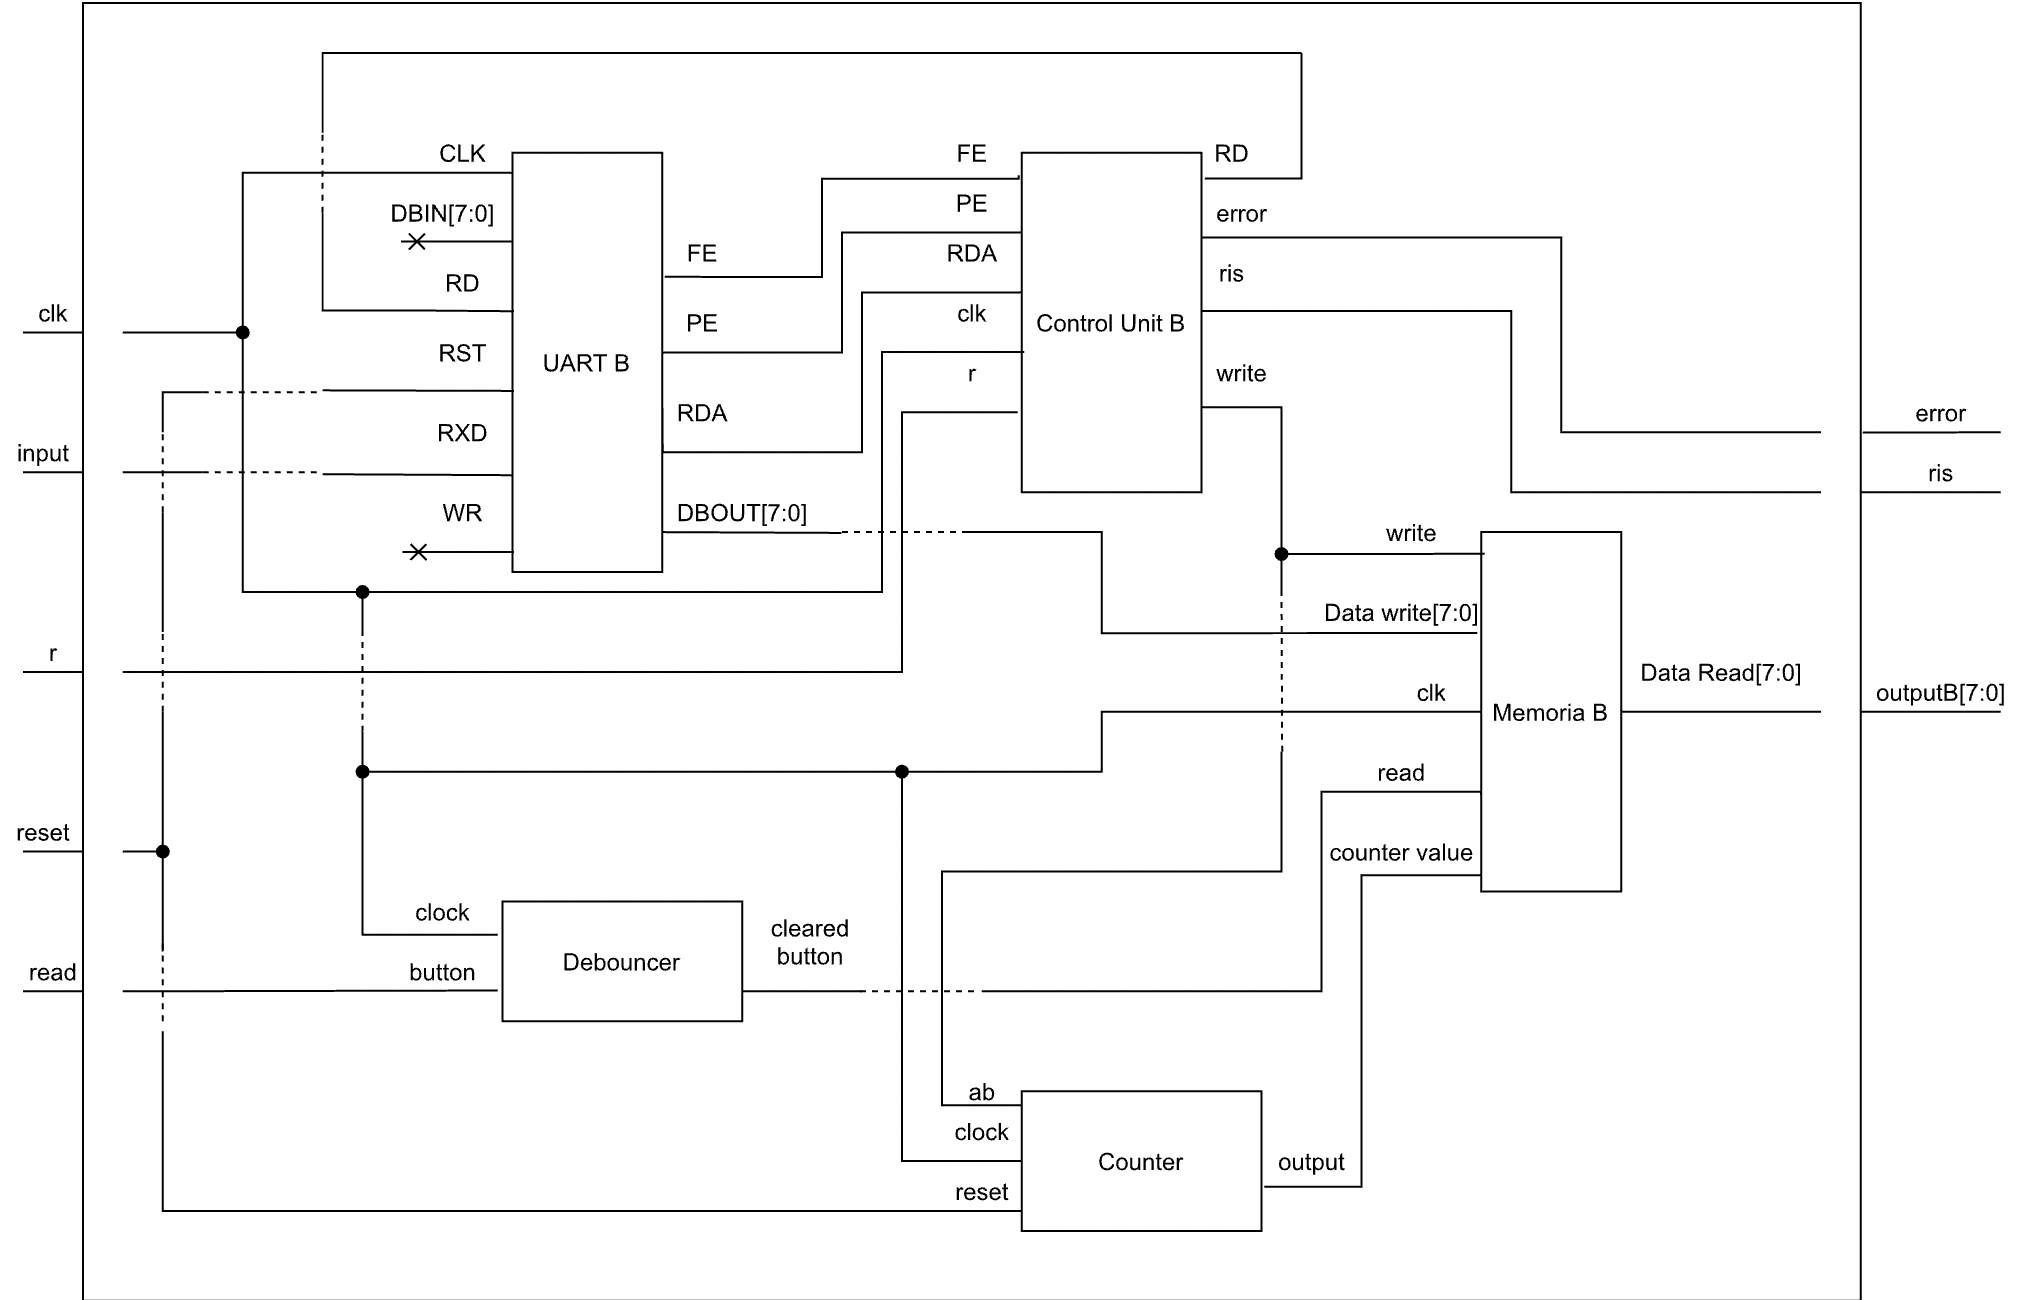 clk
input
r
reset
read
CLK
DBIN[7:0]
RD
RST
RXD
WR
UART B
FE
PE
RDA
DBOUT[7:0]
FE
PE
RDA
clk
r
Control Unit B
RD
error
ris
write
error
ris
write
Data write[7:0]
clk
read
counter value
Memoria B
Data Read[7:0]
outputB[7:0]
clock
button
Debouncer
cleared
button
ab
clock
reset
Counter
output